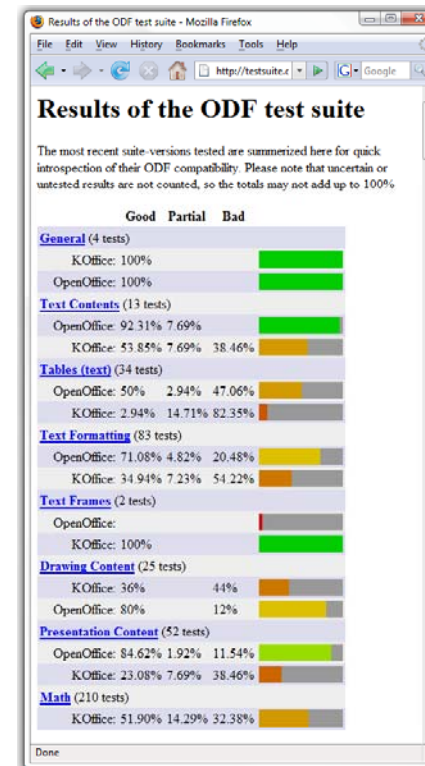 Results of the ODF test suite - Mozilla Firefox
File Edit View History Bookmarks Tools Help
http://testsuite.c Google
Results of the ODF test suite
The most recent suite-versions tested are summerized here for quick
introspection of their ODF compatibility. Please note that uncertain or
untested results are not counted, so the totals may not add up to 100%
Good Partial Bad
General (4 tests)
KOffice: 100%
OpenOffice: 100%
Text Contents (13 tests)
OpenOffice: 92.31% 7.69%
KOffice: 53.85% 7.69% 38.46%
Tables (text) (34 tests)
OpenOffice: 50% 2.94% 47.06%
KOffice: 2.94% 14.71% 82.35%
Text Formatting (83 tests)
OpenOffice: 71.08% 4.82% 20.48%
KOffice: 34.94% 7.23% 54.22%
Text Frames (2 tests)
OpenOffice:
KOffice: 100%
Drawing Content (25 tests)
KOffice: 36% 44%
OpenOffice: 80% 12%
Presentation Content (52 tests)
OpenOffice: 84.62% 1.92% 11.54%
KOffice: 23.08% 7.69% 38.46%
Math (210 tests)
KOffice: 51.90% 14.29% 32.38%
Done